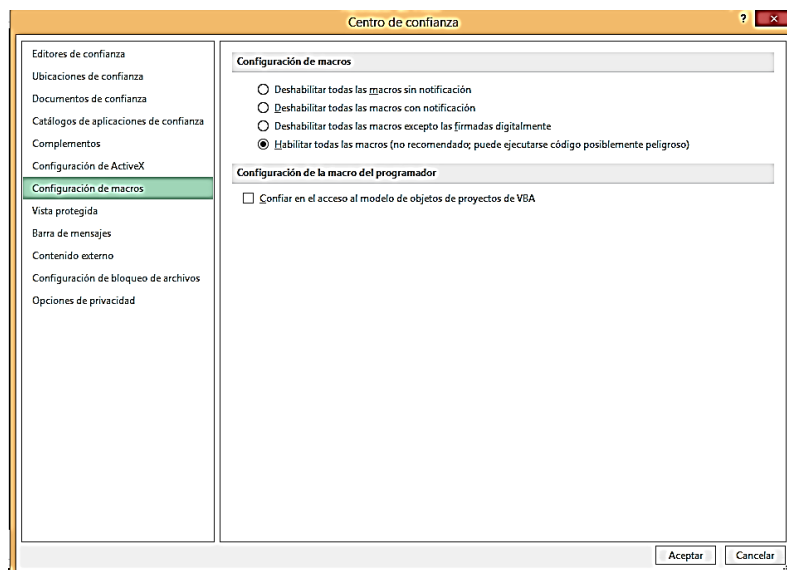 Centro de confianza
?
Editores de confianza
Ubicaciones de confianza
Documentos de confianza
Catálogos de aplicaciones de confianza
Complementos
Configuración de ActiveX
Configuración de macros
Vista protegida
Barra de mensajes
Contenido externo
Configuración de bloqueo de archivos
Opciones de privacidad
Configuración de macros
Deshabilitar todas las macros sin notificación
Deshabilitar todas las macros con notificación
Deshabilitar todas las macros excepto las firmadas digitalmente
Habilitar todas las macros (no recomendado; puede ejecutarse código posiblemente peligroso)
Configuración de la macro del programador
Confiar en el acceso al modelo de objetos de proyectos de VBA
Aceptar
Cancelar